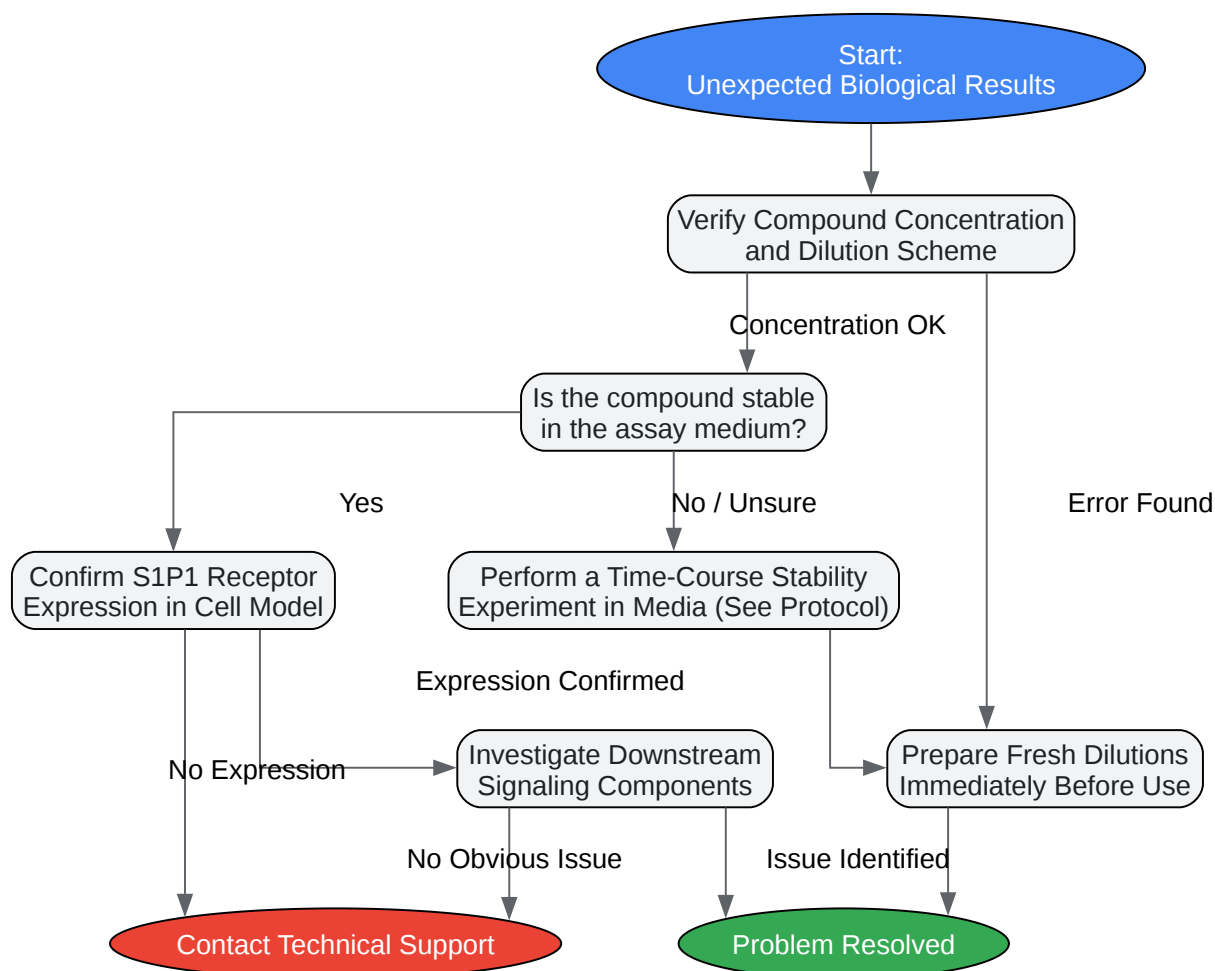 Start:
Unexpected Biological Results
Verify Compound Concentration
and Dilution Scheme
Concentration OK
Is the compound stable
in the assay medium?
Yes
No / Unsure
Error Found
Confirm S1P1 Receptor
Expression in Cell Model
Perform a Time-Course Stability
Experiment in Media (See Protocol)
Expression Confirmed
No Expression
Investigate Downstream
Signaling Components
Prepare Fresh Dilutions
Immediately Before Use
No Obvious Issue
Issue Identified
Contact Technical Support
Problem Resolved